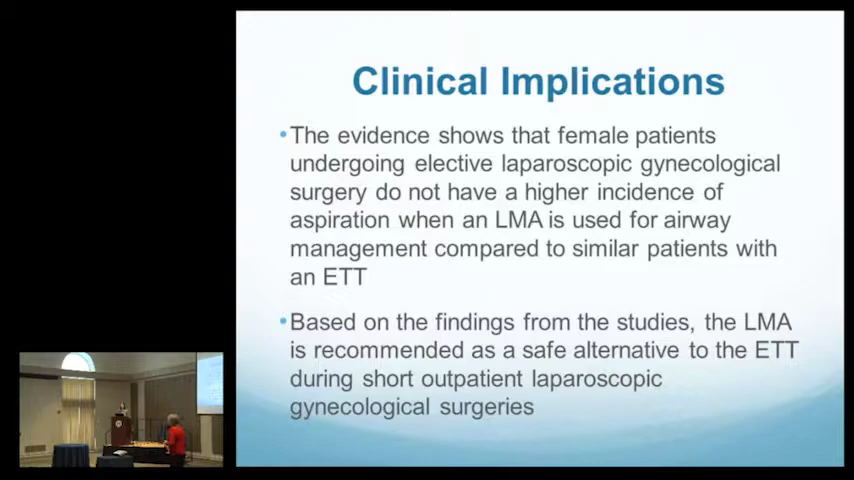 Clinical Implications
•The evidence shows that female patients
undergoing elective laparoscopic gynecological
surgery do not have a higher incidence of
aspiration when an LMA is used for airway
management compared to similar patients with
an ETT
•Based on the findings from the studies, the LMA
is recommended as a safe alternative to the ETT
during short outpatient laparoscopic
gynecological surgeries